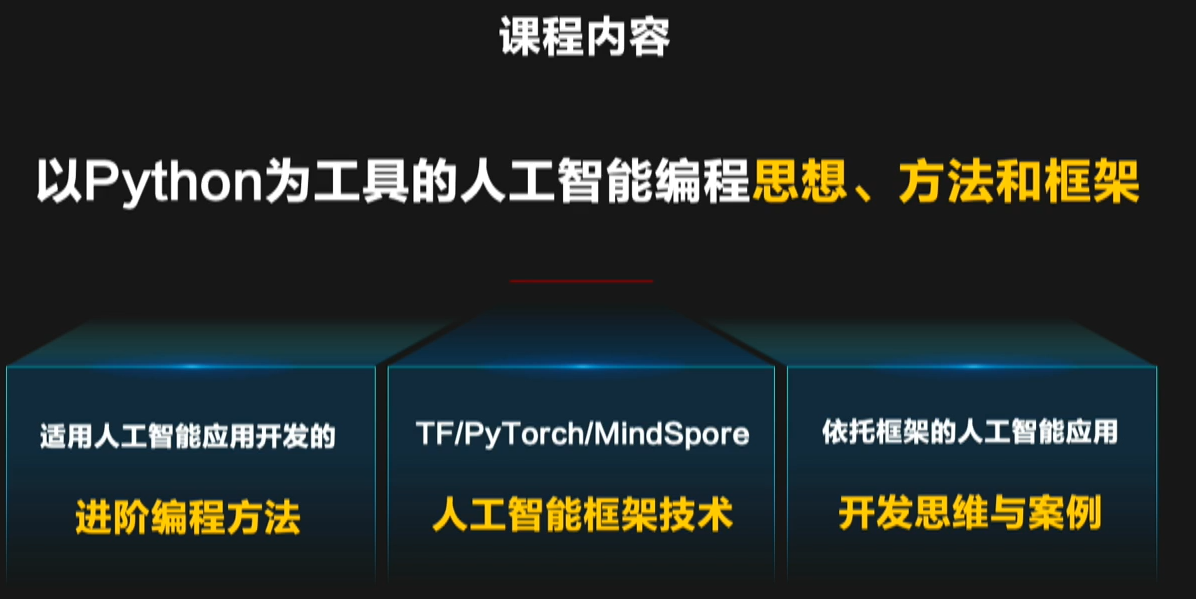 课程内容
以Python为工具的人工智能编程思想、方法和框架
适用人工智能应用开发的
进阶编程方法
TF/PyTorch/MindSpore
人工智能框架技术
依托框架的人工智能应用
开发思维与案例